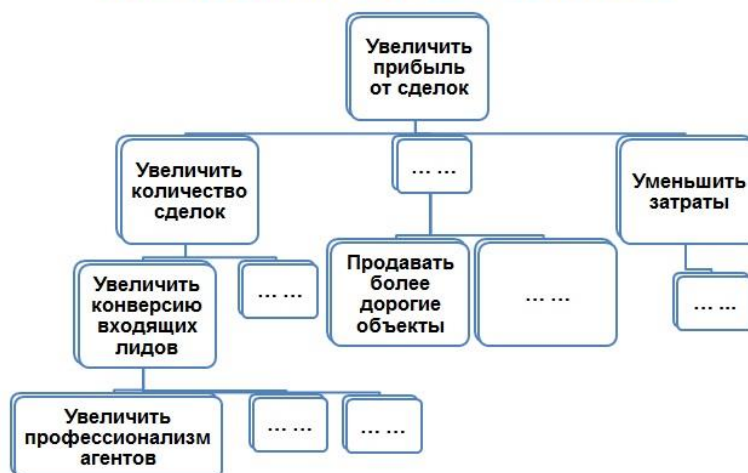 Увеличить
прибыль
от сделок
Увеличить
количество
сделок
... ...
Уменьшить
затраты
Увеличить
конверсию
входящих
лидов
... ...
Продавать
более
дорогие
объекты
... ...
... ...
Увеличить
профессионализм
агентов
... ...
... ...